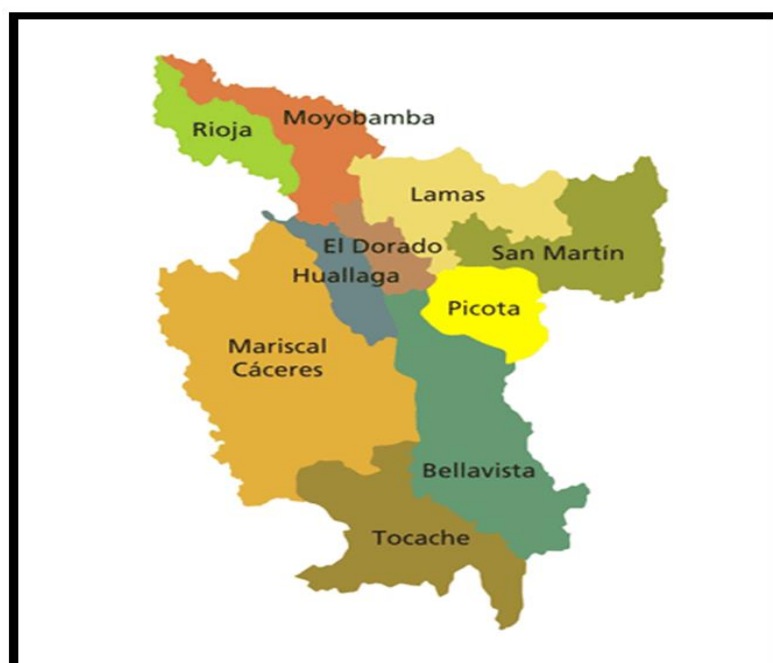 Moyobamba
Rioja
Lamas
El Dorado
San Martín
Huallaga
Picota
Mariscal
Cáceres
Bellavista
Tocache